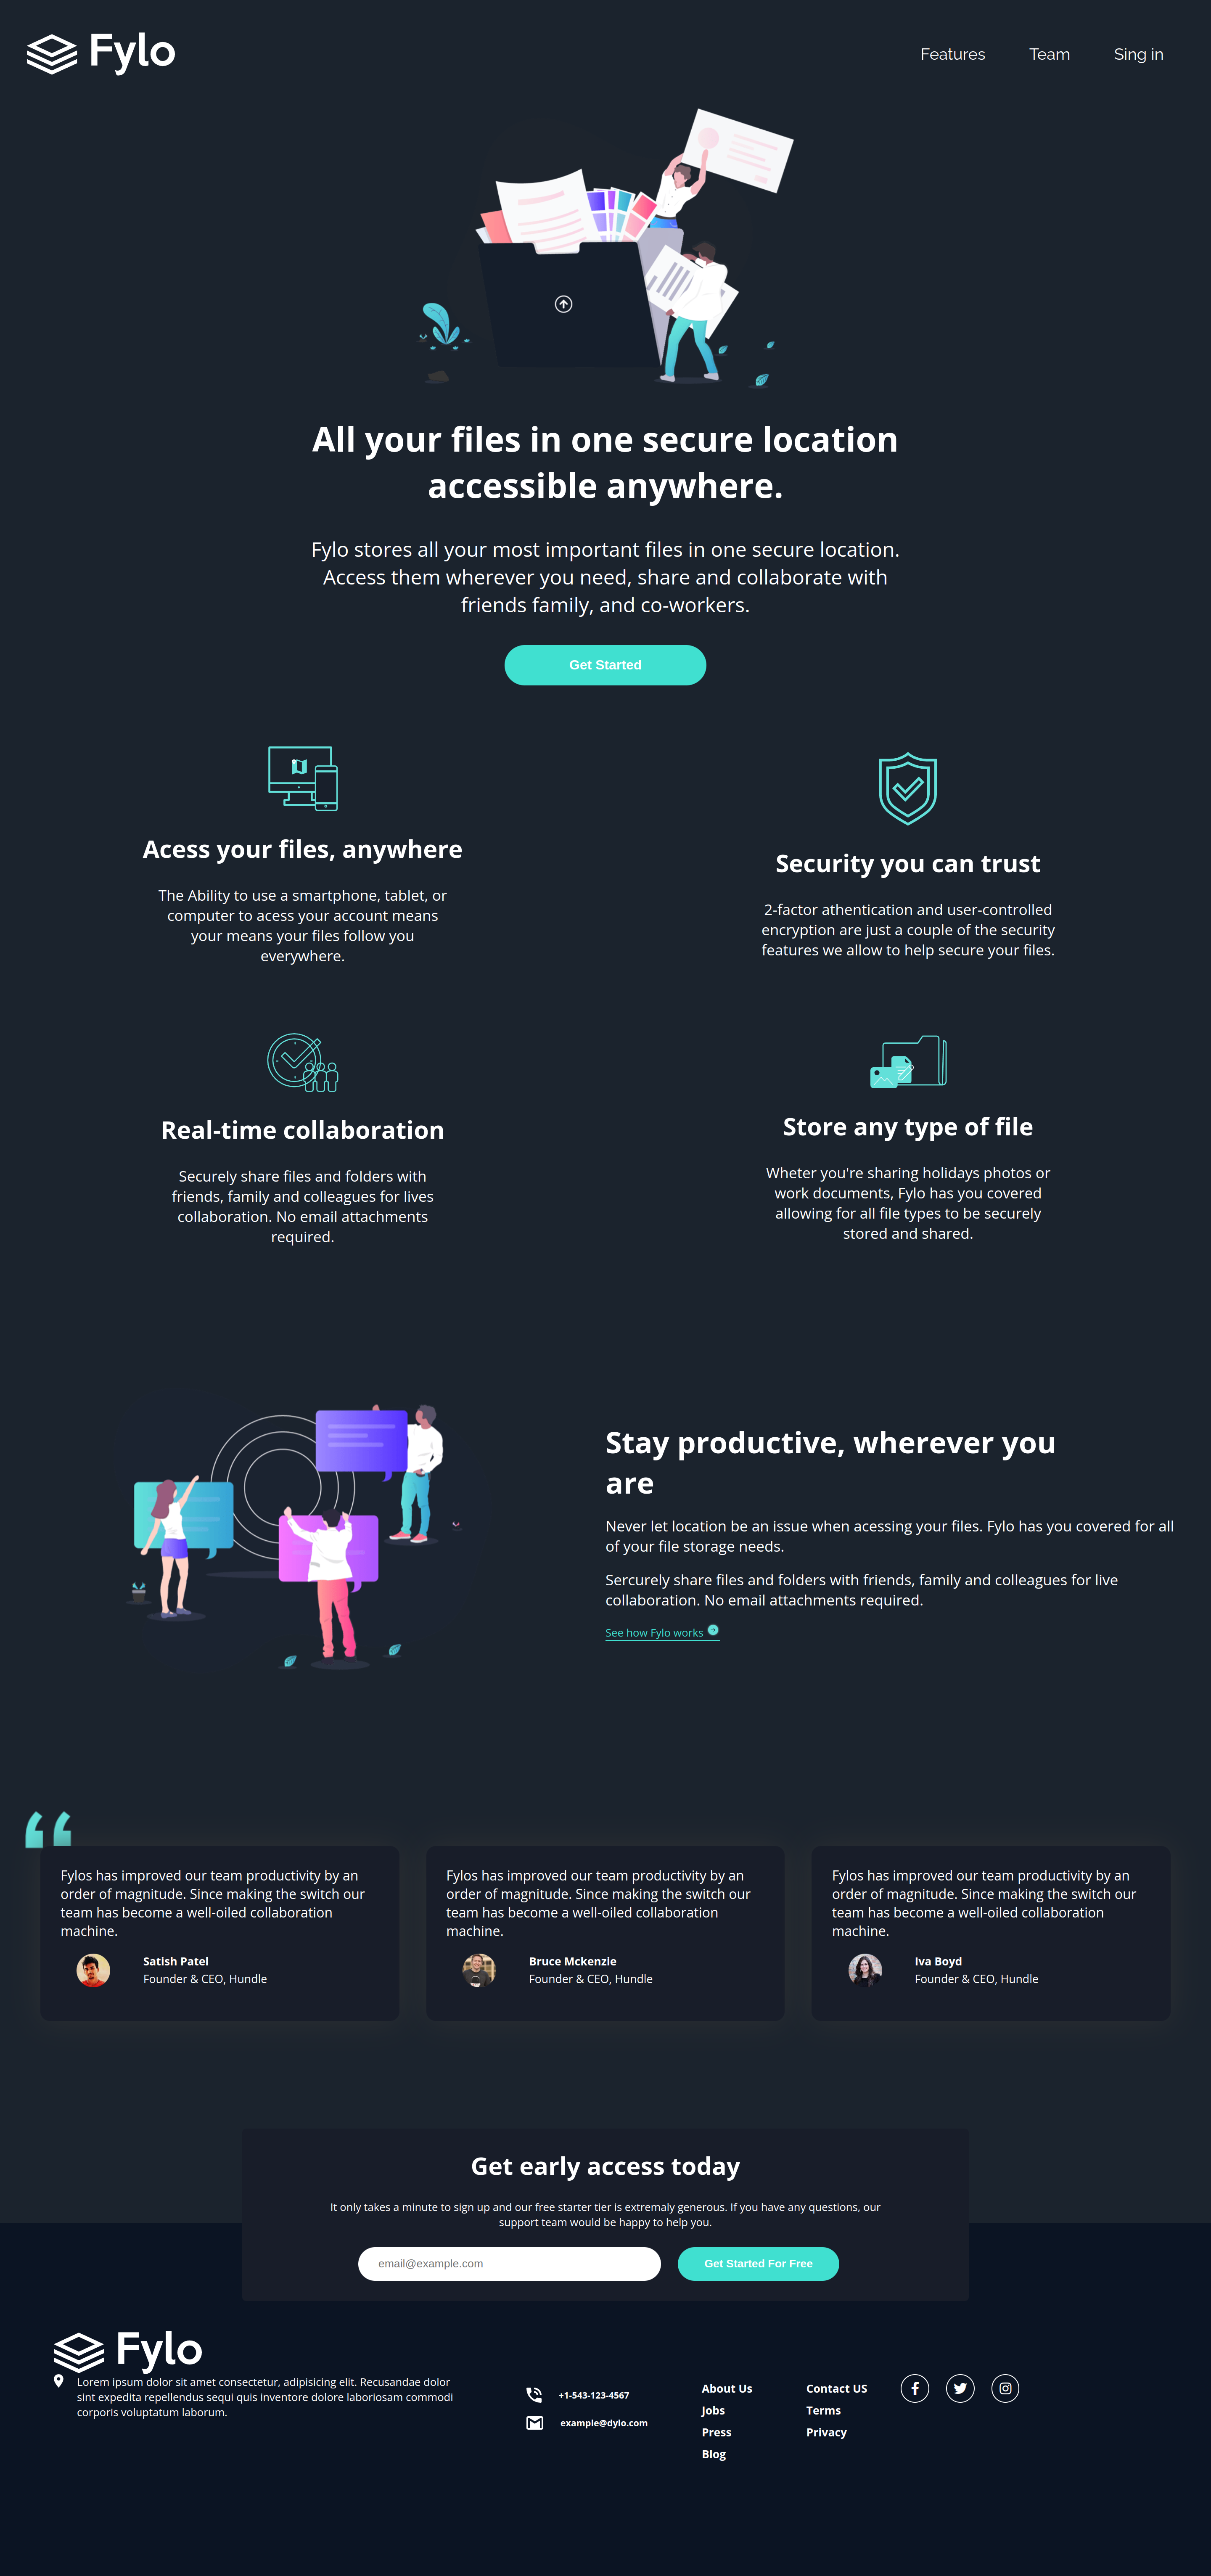 Fylo
Features Team Sing in
All your files in one secure location
accessible anywhere.
Fylo stores all your most important files in one secure location.
Access them wherever you need, share and collaborate with
friends family, and co-workers.
Get Started
Acess your files, anywhere
The Ability to use a smartphone, tablet, or
computer to acess your account means
your means your files follow you
everywhere.
Security you can trust
2-factor athentication and user-controlled
encryption are just a couple of the security
features we allow to help secure your files.
Real-time collaboration
Securely share files and folders with
friends, family and colleagues for lives
collaboration. No email attachments
required.
Store any type of file
Wheter you're sharing holidays photos or
work documents, Fylo has you covered
allowing for all file types to be securely
stored and shared.
Stay productive, wherever you
are
Never let location be an issue when acessing your files. Fylo has you covered for all
of your file storage needs.
Sercurely share files and folders with friends, family and colleagues for live
collaboration. No email attachments required.
See how Fylo works
Fylos has improved our team productivity by an
order of magnitude. Since making the switch our
team has become a well-oiled collaboration
machine.
Satish Patel
Founder & CEO, Hundle
Fylos has improved our team productivity by an
order of magnitude. Since making the switch our
team has become a well-oiled collaboration
machine.
Bruce Mckenzie
Founder & CEO, Hundle
Fylos has improved our team productivity by an
order of magnitude. Since making the switch our
team has become a well-oiled collaboration
machine.
Iva Boyd
Founder & CEO, Hundle
Get early access today
It only takes a minute to sign up and our free starter tier is extremaly generous. If you have any questions, our
support team would be happy to help you.
email@example.com
Get Started For Free
Fylo
Lorem ipsum dolor sit amet consectetur, adipisicing elit. Recusandae dolor
sint expedita repellendus sequi quis inventore dolore laboriosam commodi
corporis voluptatum laborum.
+1-543-123-4567
example@dylo.com
About Us
Jobs
Press
Blog
Contact US
Terms
Privacy